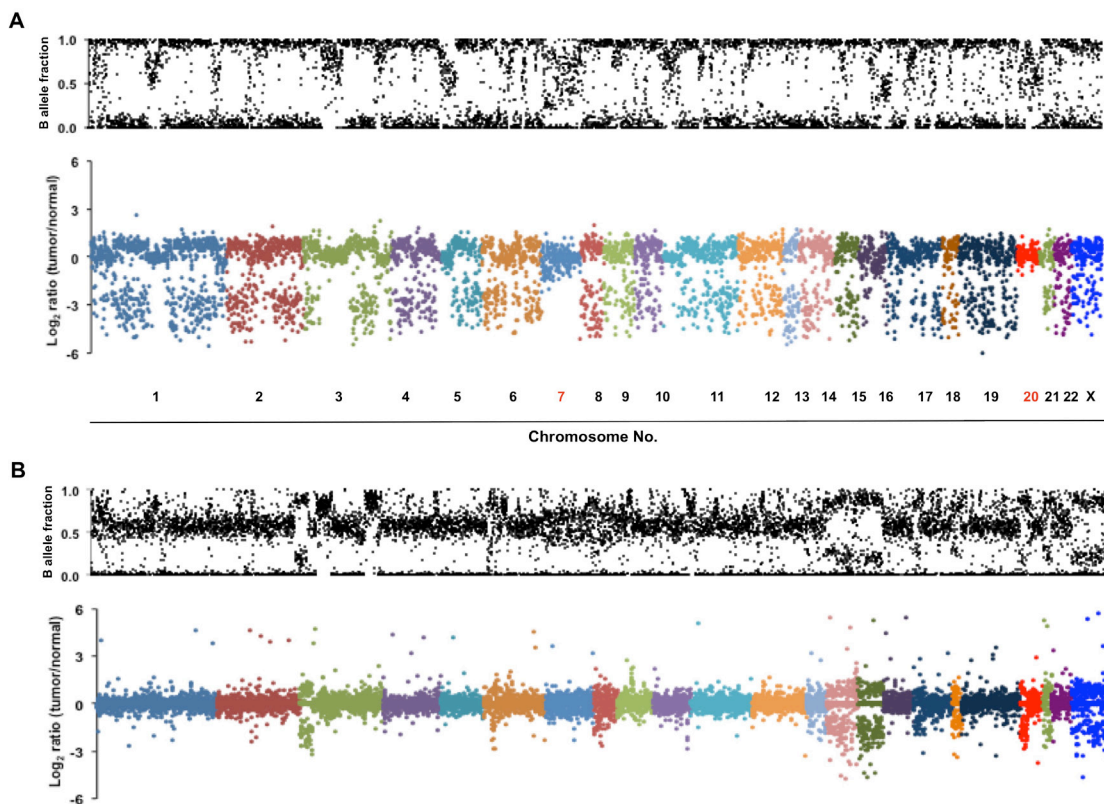 A
B allele fraction
1.0
0.5
0.0
Log2 ratio (tumor/normal)
6
3
0
-3
-6
1 2 3 4 5 6 7 8 9 10 11 12 13 14 15 16 17 18 19 20 21 22 X
Chromosome No.
B
B allele fraction
1.0
0.5
0.0
Log2 ratio (tumor/normal)
6
3
0
-3
-6